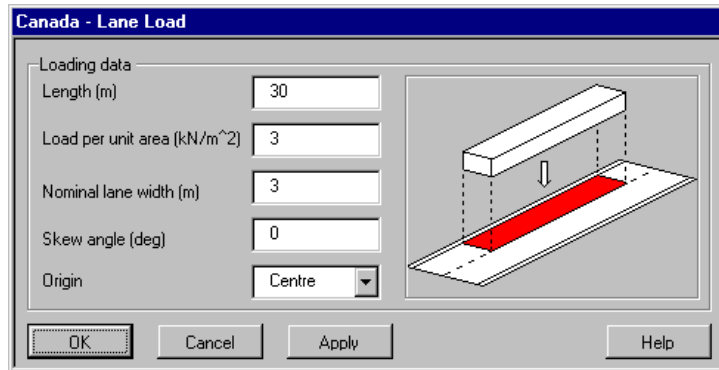 Canada - Lane Load
Loading data
Length (m) 30
Load per unit area (kN/m^2) 3
Nominal lane width (m) 3
Skew angle (deg) 0
Origin Centre
OK Cancel Apply Help